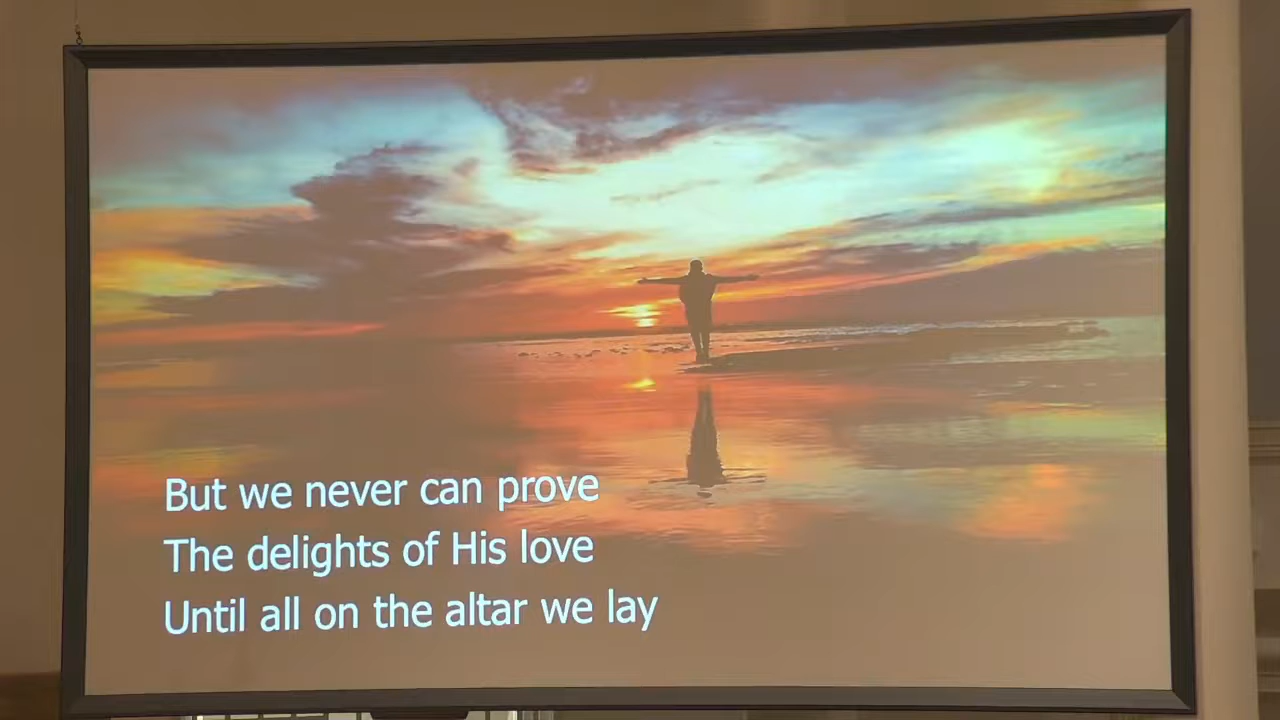 But we never can prove
The delights of His love
Until all on the altar we lay